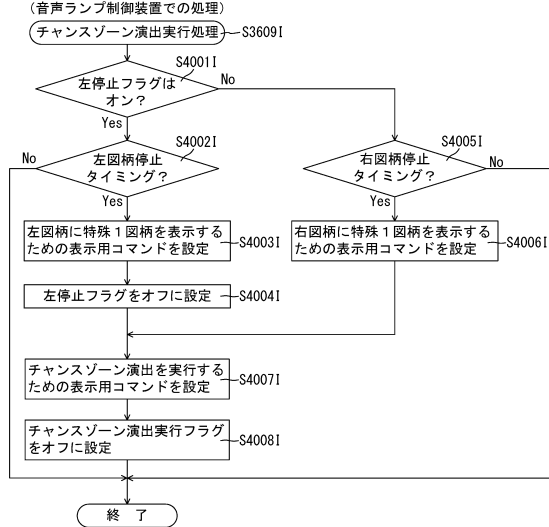 (音声ランプ制御装置での処理)
チャンスゾーン演出実行処理
S3609I
左停止フラグは
オン?
S4001I
No
Yes
左図柄停止
タイミング?
S4002I
No
Yes
右図柄停止
タイミング?
S4005I
No
Yes
左図柄に特殊1図柄を表示する
ための表示用コマンドを設定
S4003I
右図柄に特殊1図柄を表示する
ための表示用コマンドを設定
S4006I
左停止フラグをオフに設定
S4004I
チャンスゾーン演出を実行する
ための表示用コマンドを設定
S4007I
チャンスゾーン演出実行フラグ
をオフに設定
S4008I
終 了